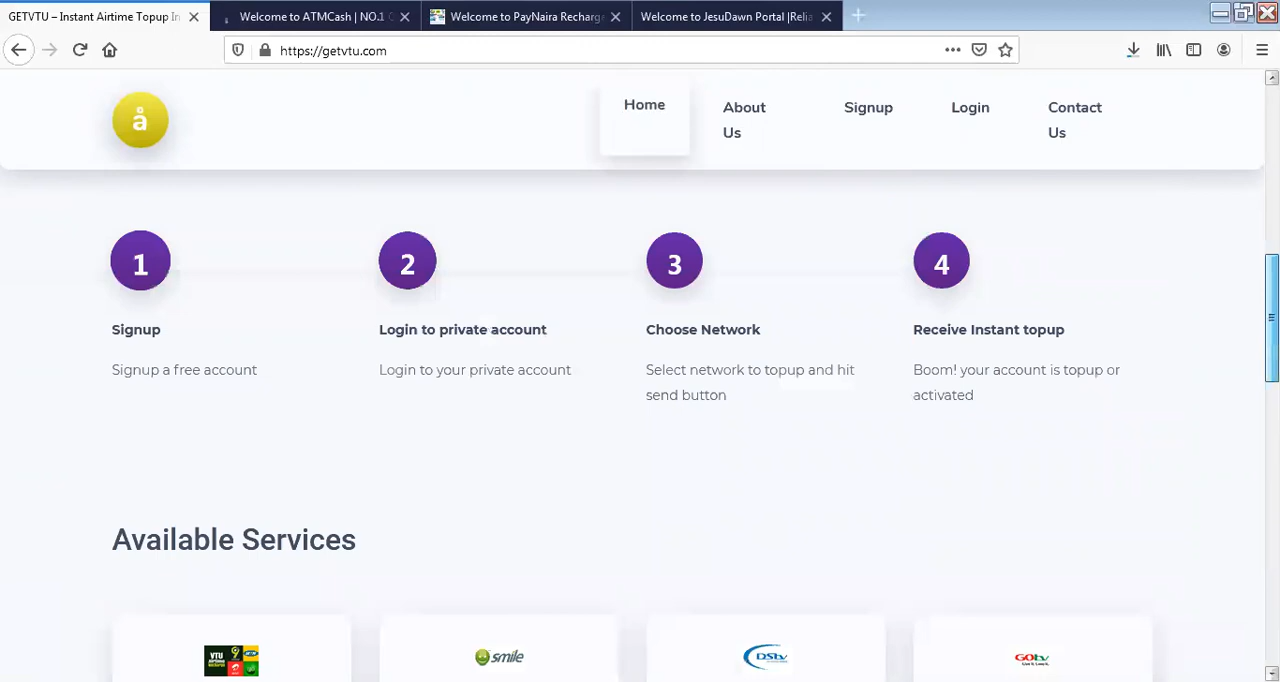 GETVTU – Instant Airtime Topup In
Welcome to ATMCash | NO.1
Welcome to PayNaira Recharge
Welcome to JesuDawn Portal |Relia
https://getvtu.com
å
Home
About Us
Signup
Login
Contact Us
1
2
3
4
Signup
Login to private account
Choose Network
Receive Instant topup
Signup a free account
Login to your private account
Select network to topup and hit
send button
Boom! your account is topup or
activated
Available Services
VTU
9
smile
DStv
GOtv